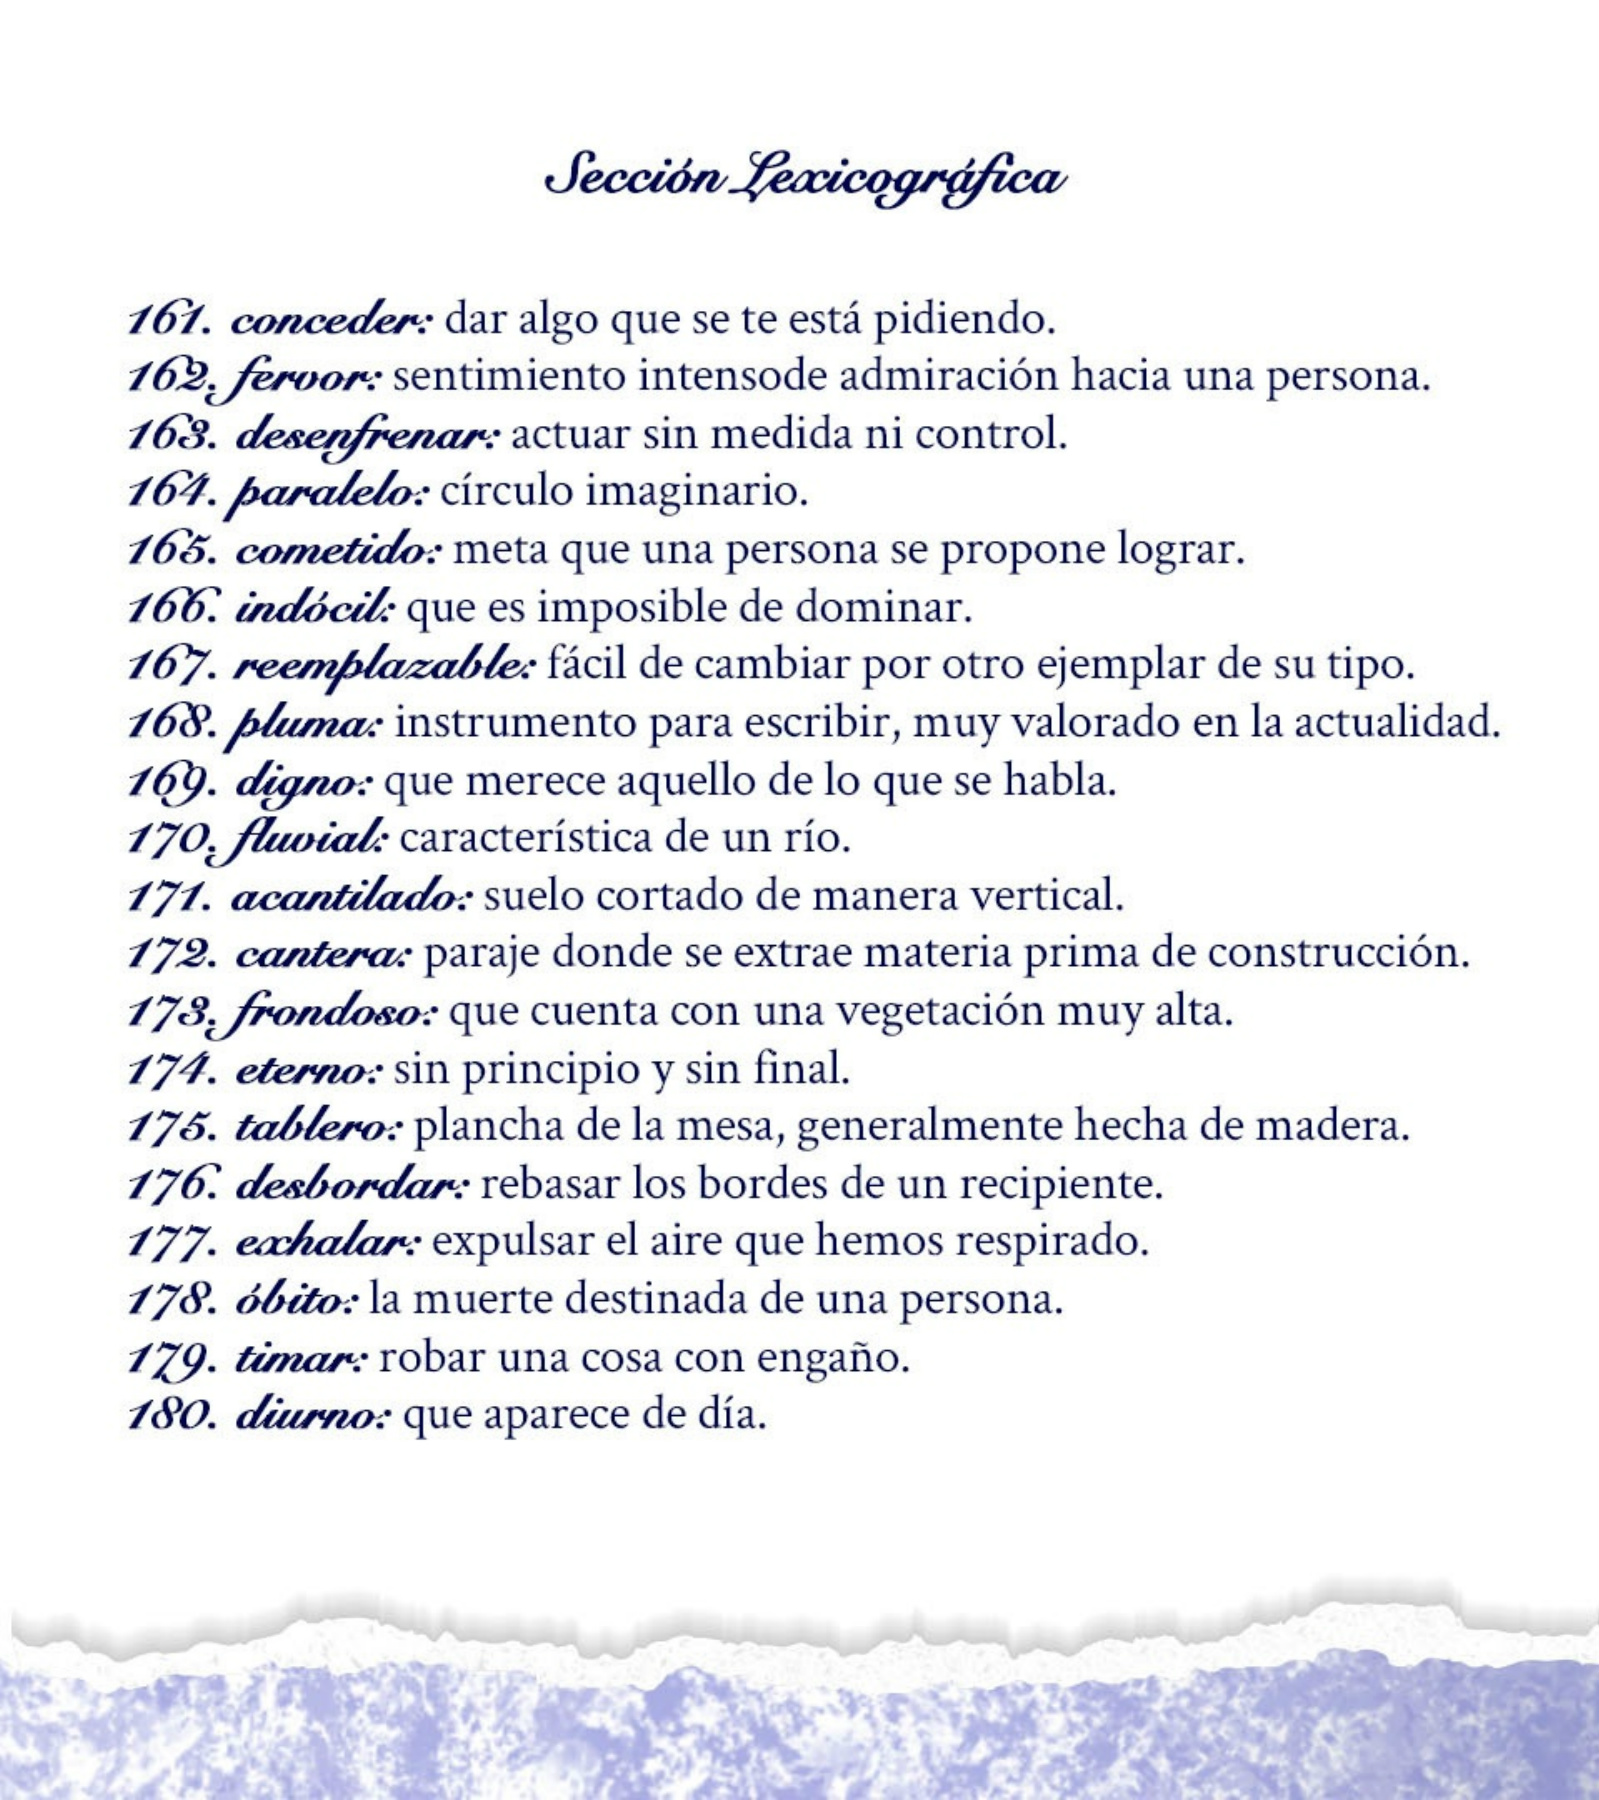 Sección Lexicográfica
161. conceder: dar algo que se te está pidiendo.
162. fervor: sentimiento intensode admiración hacia una persona.
163. desenfrenar: actuar sin medida ni control.
164. paralelo: círculo imaginario.
165. cometido: meta que una persona se propone lograr.
166. indócil: que es imposible de dominar.
167. reemplazable: fácil de cambiar por otro ejemplar de su tipo.
168. pluma: instrumento para escribir, muy valorado en la actualidad.
169. digno: que merece aquello de lo que se habla.
170. fluvial: característica de un río.
171. acantilado: suelo cortado de manera vertical.
172. cantera: paraje donde se extrae materia prima de construcción.
173. frondoso: que cuenta con una vegetación muy alta.
174. eterno: sin principio y sin final.
175. tablero: plancha de la mesa, generalmente hecha de madera.
176. desbordar: rebasar los bordes de un recipiente.
177. exhalar: expulsar el aire que hemos respirado.
178. óbito: la muerte destinada de una persona.
179. timar: robar una cosa con engaño.
180. diurno: que aparece de día.